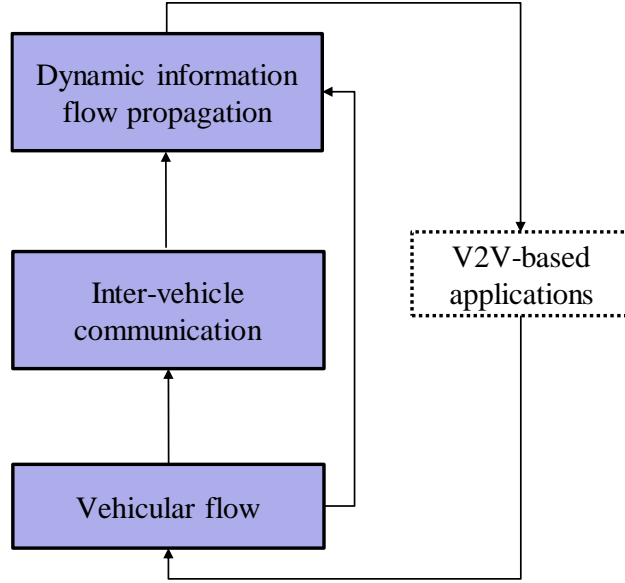 Dynamic information
flow propagation
V2V-based
applications
Inter-vehicle
communication
Vehicular flow